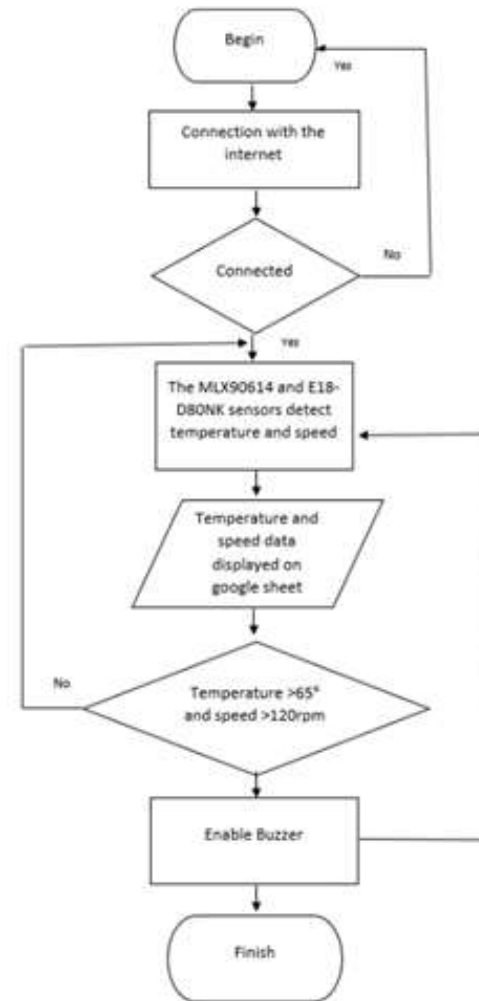 Begin
Yes
Connection with the
internet
Connected
No
Yes
The MLX90614 and E18-
D80NK sensors detect
temperature and speed
Temperature and
speed data
displayed on
google sheet
No
Temperature >65°
and speed >120rpm
Enable Buzzer
Finish